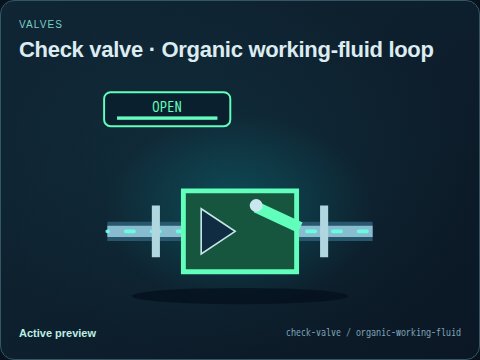 VALVES
Check valve · Organic working-fluid loop
OPEN
Active preview
check-valve / organic-working-fluid